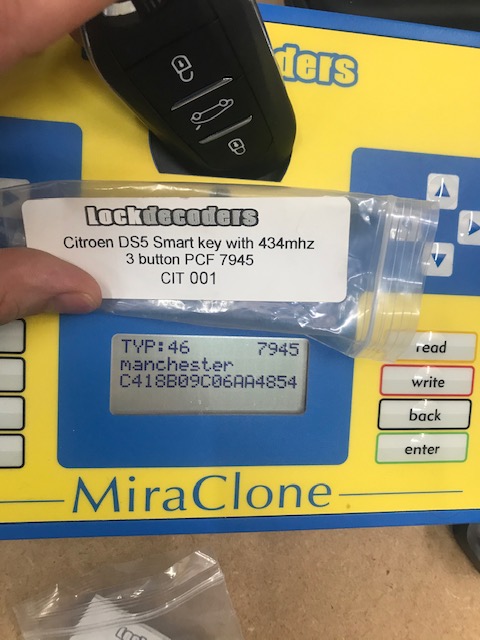 ders
Lockdecoders
Citroen DS5 Smart key with 434mhz
3 button PCF 7945
CIT 001
read
TYP:46 7945
manchester
C418B09C06AA4854
write
back
enter
MiraClone